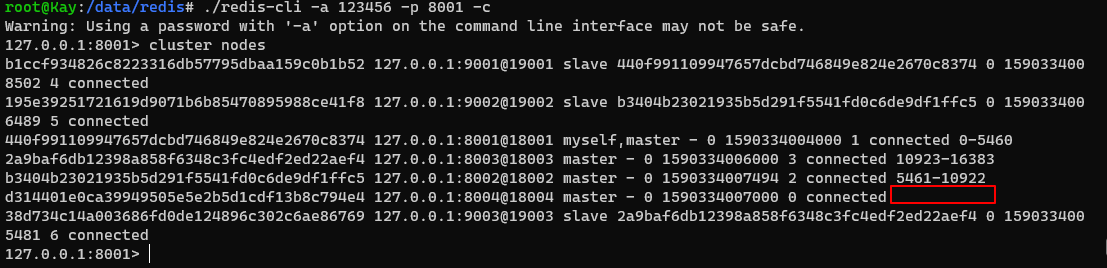 root@Kay:/data/redis# ./redis-cli -a 123456 -p 8001 -c
Warning: Using a password with '-a' option on the command line interface may not be safe.
127.0.0.1:8001> cluster nodes
b1ccf934826c8223316db57795dbaa159c0b1b52 127.0.0.1:9001@19001 slave 440f991109947657dcbd746849e824e2670c8374 0 159033400
8502 4 connected
195e39251721619d9071b6b85470895988ce41f8 127.0.0.1:9002@19002 slave b3404b23021935b5d291f5541fd0c6de9df1ffc5 0 159033400
6489 5 connected
440f991109947657dcbd746849e824e2670c8374 127.0.0.1:8001@18001 myself,master - 0 1590334004000 1 connected 0-5460
2a9baf6db12398a858f6348c3fc4edf2ed22aef4 127.0.0.1:8003@18003 master - 0 1590334006000 3 connected 10923-16383
b3404b23021935b5d291f5541fd0c6de9df1ffc5 127.0.0.1:8002@18002 master - 0 1590334007494 2 connected 5461-10922
d314401e0ca39949505e5e2b5d1cdf13b8c794e4 127.0.0.1:8004@18004 master - 0 1590334007000 0 connected
38d734c14a003686fd0de124896c302c6ae86769 127.0.0.1:9003@19003 slave 2a9baf6db12398a858f6348c3fc4edf2ed22aef4 0 159033400
5481 6 connected
127.0.0.1:8001>